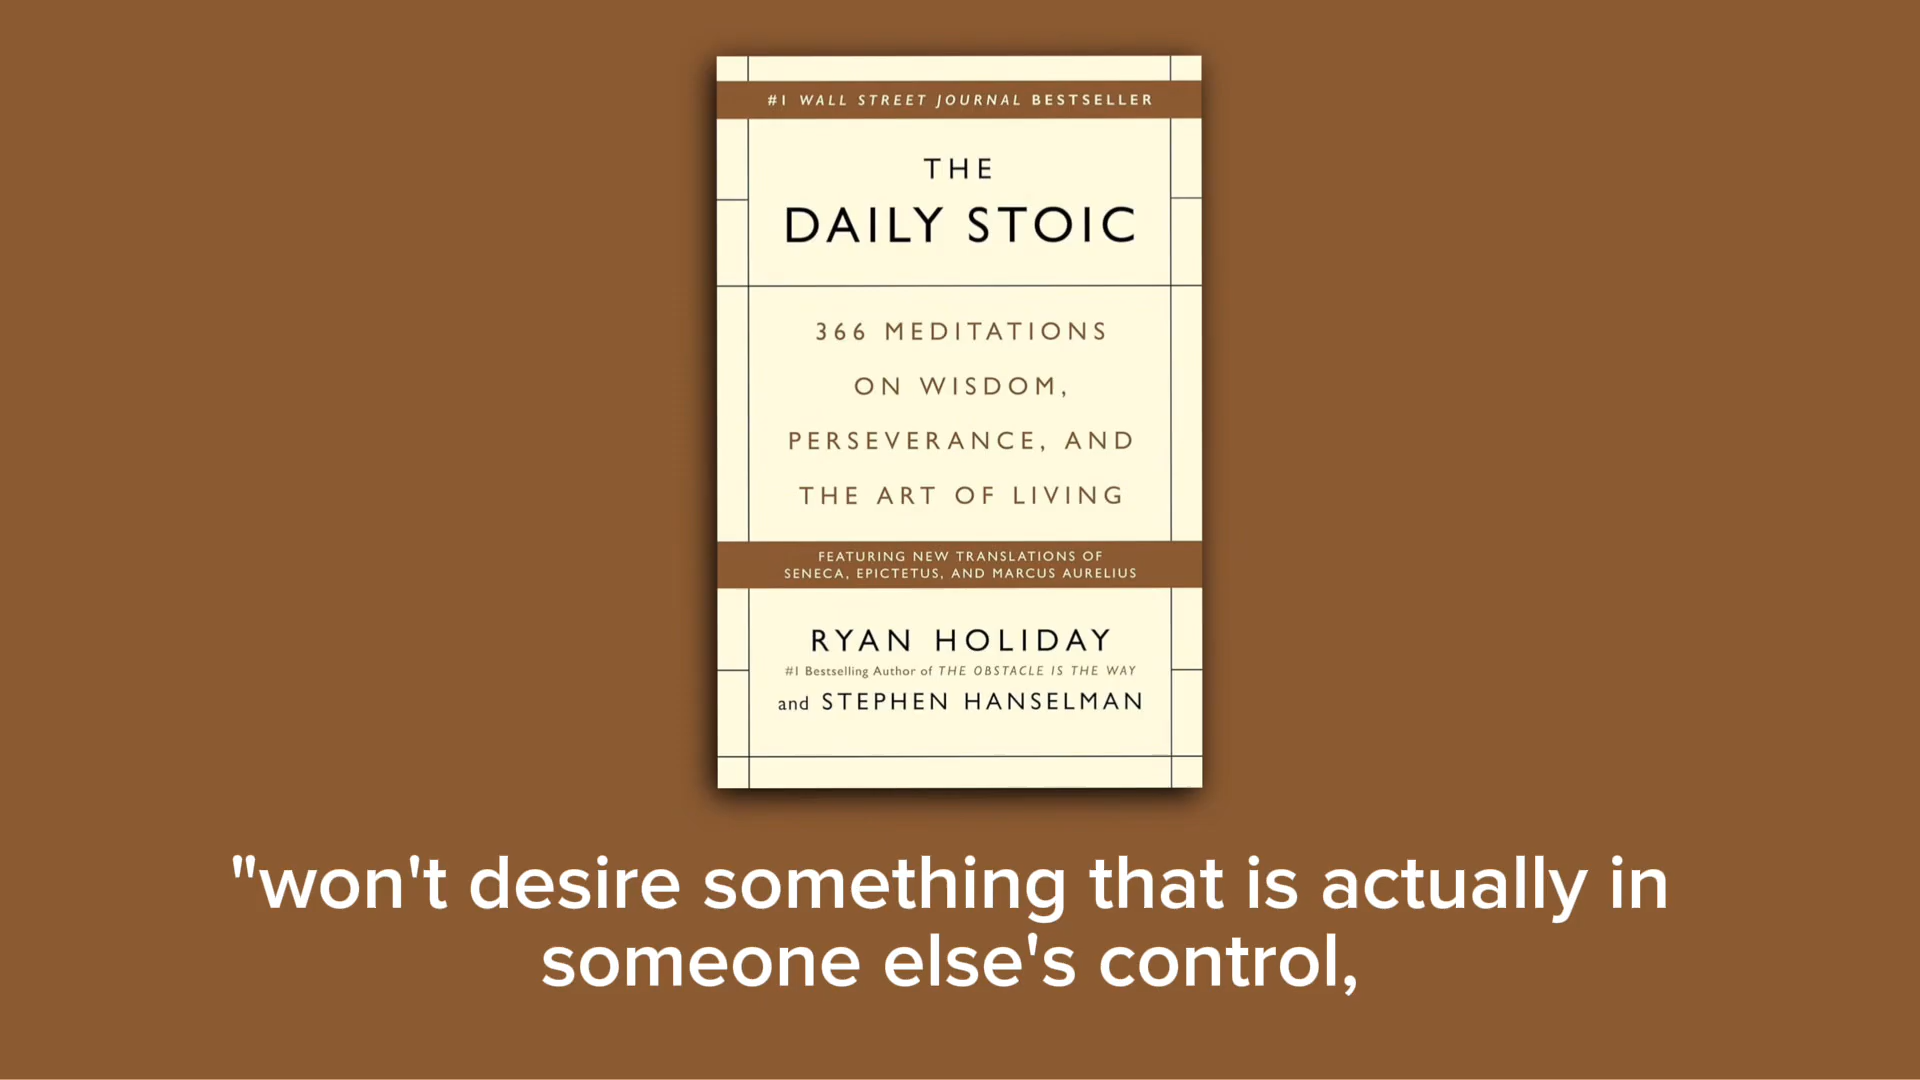 #1 WALL STREET JOURNAL BESTSELLER
THE
DAILY STOIC
366 MEDITATIONS
ON WISDOM,
PERSEVERANCE, AND
THE ART OF LIVING
FEATURING NEW TRANSLATIONS OF
SENECA, EPICTETUS, AND MARCUS AURELIUS
RYAN HOLIDAY
#1 Bestselling Author of THE OBSTACLE IS THE WAY
and STEPHEN HANSELMAN
"won't desire something that is actually in
someone else's control,